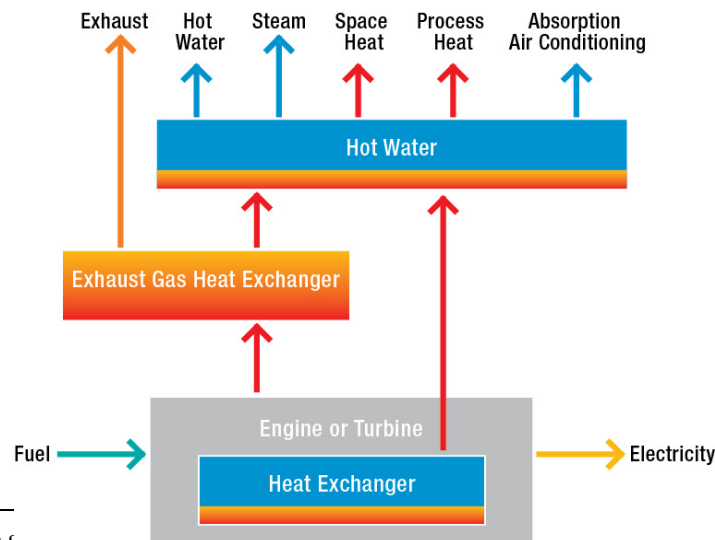 Exhaust
Hot
Water
Steam
Space
Heat
Process
Heat
Absorption
Air Conditioning
Hot Water
Exhaust Gas Heat Exchanger
Engine or Turbine
Fuel
Electricity
Heat Exchanger